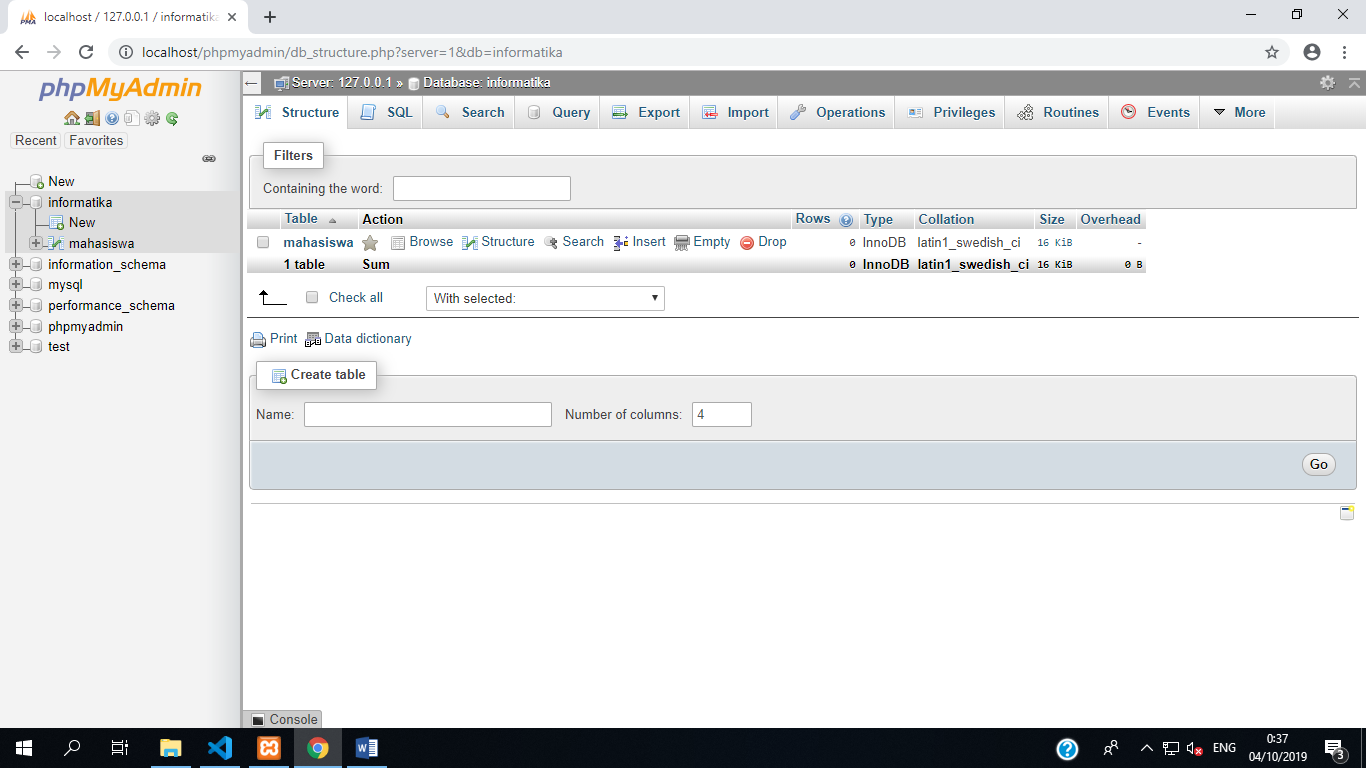 localhost / 127.0.0.1 / informatika
localhost/phpmyadmin/db_structure.php?server=1&db=informatika
phpMyAdmin
Recent Favorites
New
informatika
New
mahasiswa
information_schema
mysql
performance_schema
phpmyadmin
test
Server: 127.0.0.1 » Database: informatika
Structure SQL Search Query Export Import Operations Privileges Routines Events More
Filters
Containing the word:
Table Action Rows Type Collation Size Overhead
mahasiswa Browse Structure Search Insert Empty Drop 0 InnoDB latin1_swedish_ci 16 KiB -
1 table Sum 0 InnoDB latin1_swedish_ci 16 KiB 0 B
Check all With selected:
Print Data dictionary
Create table
Name: Number of columns: 4
Go
Console
ENG 0:37
04/10/2019 3